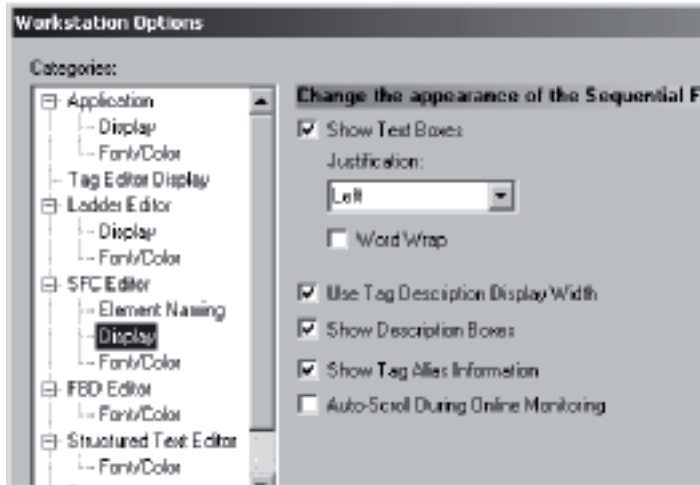 Workstation Options
Categories:
Application
Display
Font/Color
Tag Editor Display
Ladder Editor
Display
Font/Color
SFC Editor
Element Naming
Display
Font/Color
FBD Editor
Font/Color
Structured Text Editor
Font/Color
Change the appearance of the Sequential F
Show Text Boxes
Justification:
Left
Word Wrap
Use Tag Description Display Width
Show Description Boxes
Show Tag Alias Information
Auto-Scroll During Online Monitoring